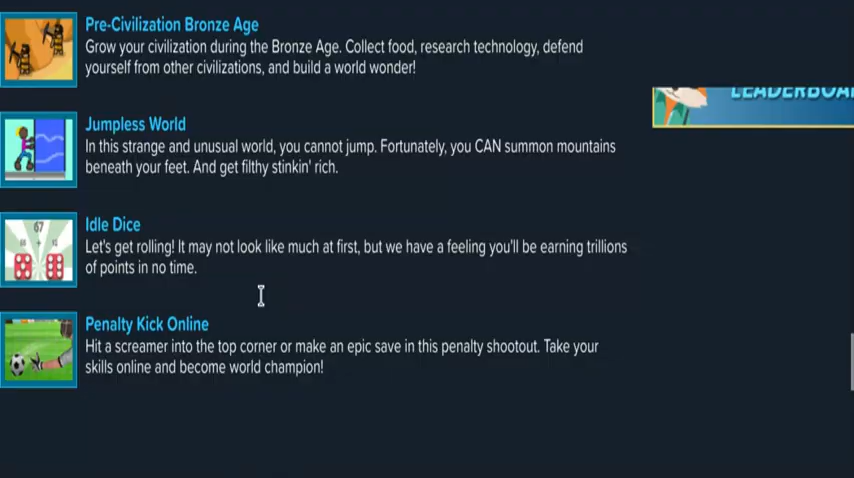 Pre-Civilization Bronze Age
Grow your civilization during the Bronze Age. Collect food, research technology, defend
yourself from other civilizations, and build a world wonder!
LEADERBOA
Jumpless World
In this strange and unusual world, you cannot jump. Fortunately, you CAN summon mountains
beneath your feet. And get filthy stinkin' rich.
67
Idle Dice
Let's get rolling! It may not look like much at first, but we have a feeling you'll be earning trillions
of points in no time.
Penalty Kick Online
Hit a screamer into the top corner or make an epic save in this penalty shootout. Take your
skills online and become world champion!